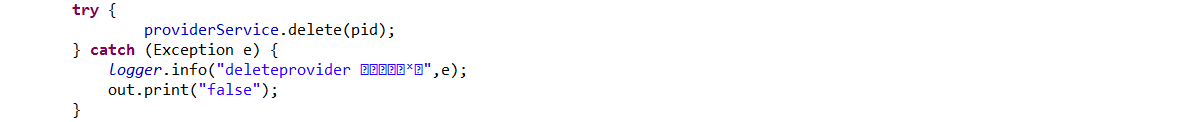 try {
providerService.delete(pid);
} catch (Exception e) {
logger.info("deleteprovider ",e);
out.print("false");
}